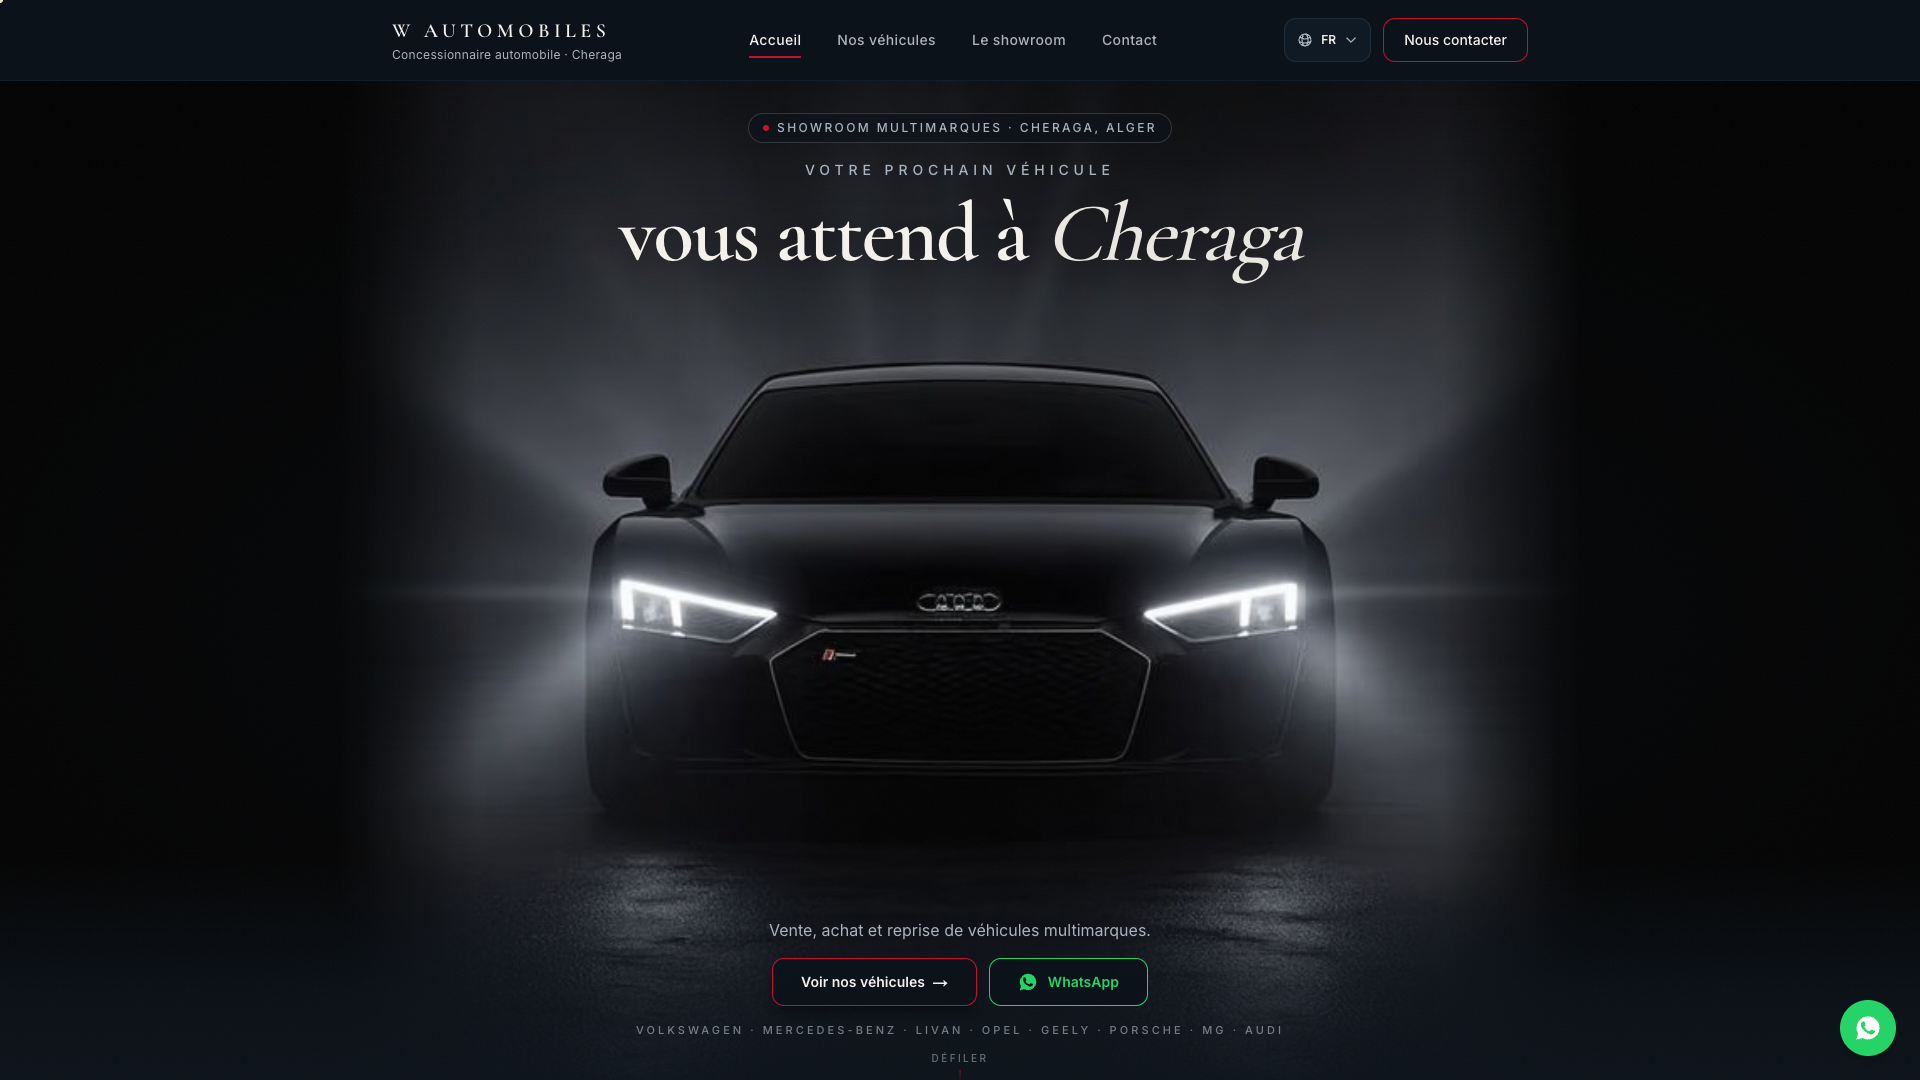 W AUTOMOBILES
Concessionnaire automobile · Cheraga
Accueil
Nos véhicules
Le showroom
Contact
FR
Nous contacter
SHOWROOM MULTIMARQUES · CHERAGA, ALGER
VOTRE PROCHAIN VÉHICULE
vous attend à Cheraga
Vente, achat et reprise de véhicules multimarques.
Voir nos véhicules →
WhatsApp
VOLKSWAGEN · MERCEDES-BENZ · LIVAN · OPEL · GEELY · PORSCHE · MG · AUDI
DÉFILER